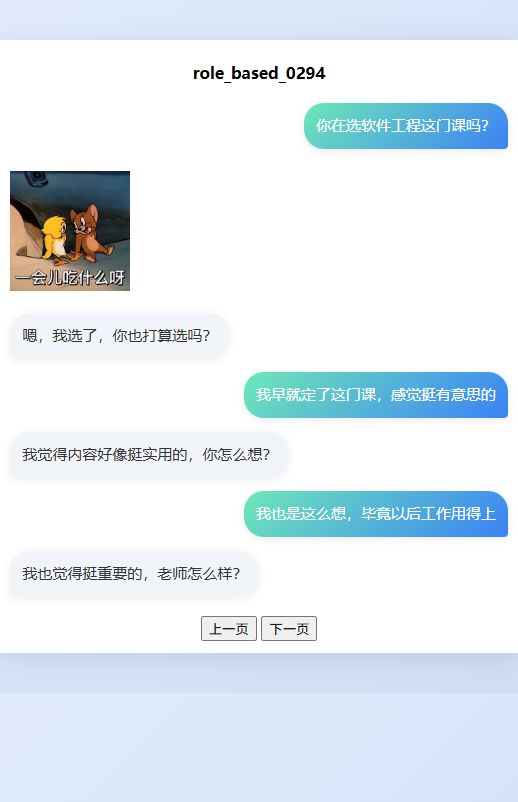 role_based_0294
你在选软件工程这门课吗？
一会儿吃什么呀
嗯，我选了，你也打算选吗？
我早就定了这门课，感觉挺有意思的
我觉得内容好像挺实用的，你怎么想？
我也是这么想，毕竟以后工作用得上
我也觉得挺重要的，老师怎么样？
上一页 下一页